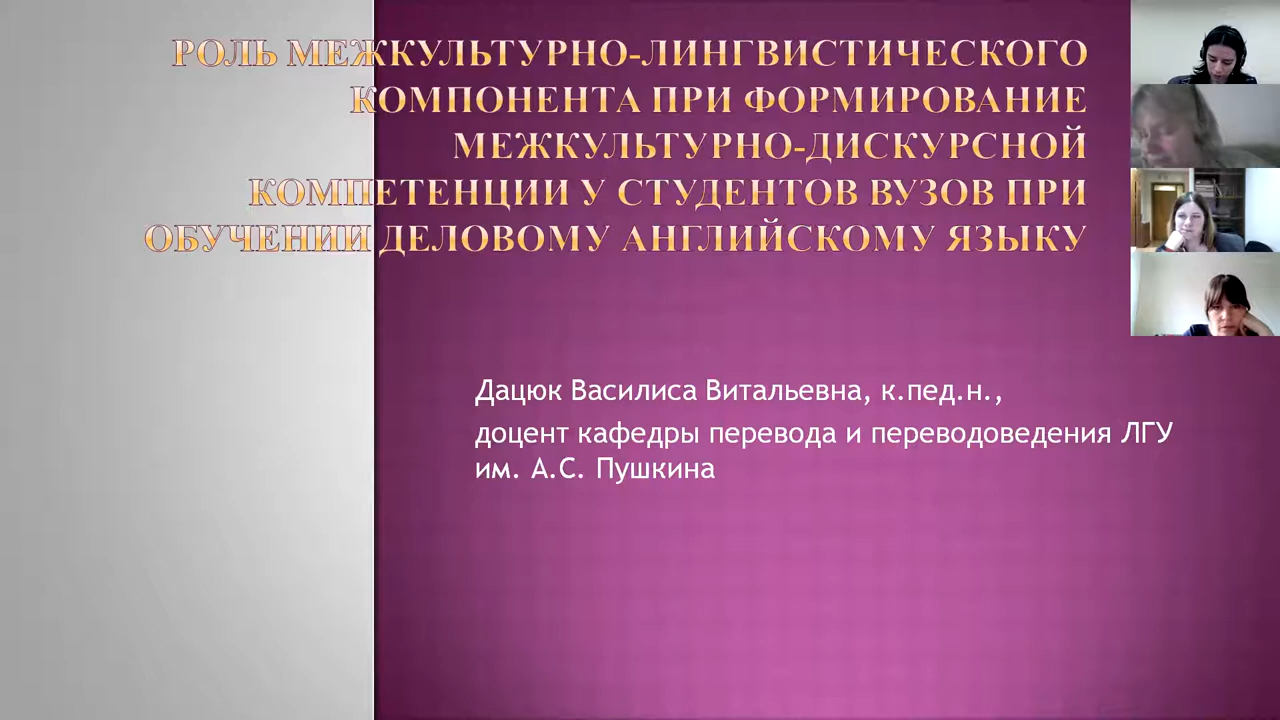 РОЛЬ МЕЖКУЛЬТУРНО-ЛИНГВИСТИЧЕСКОГО
КОМПОНЕНТА ПРИ ФОРМИРОВАНИЕ
МЕЖКУЛЬТУРНО-ДИСКУРСНОЙ
КОМПЕТЕНЦИИ У СТУДЕНТОВ ВУЗОВ ПРИ
ОБУЧЕНИИ ДЕЛОВОМУ АНГЛИЙСКОМУ ЯЗЫКУ
Дацюк Василиса Витальевна, к.пед.н.,
доцент кафедры перевода и переводоведения ЛГУ
им. А.С. Пушкина